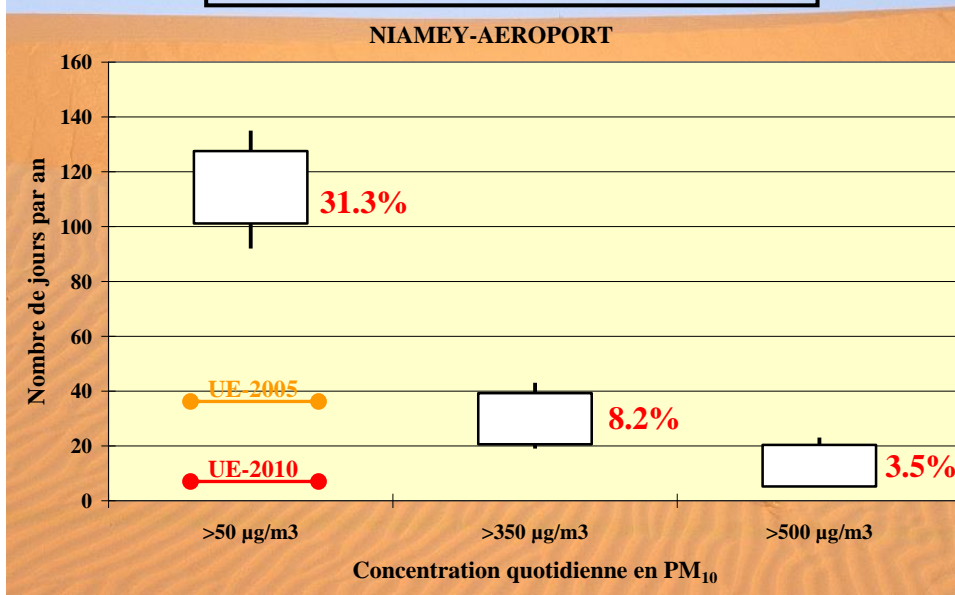 NIAMEY-AEROPORT
160
140
120
100
80
60
40
20
0
Nombre de jours par an
31.3%
8.2%
3.5%
UE-2005
UE-2010
>50 µg/m3
>350 µg/m3
>500 µg/m3
Concentration quotidienne en PM₁₀